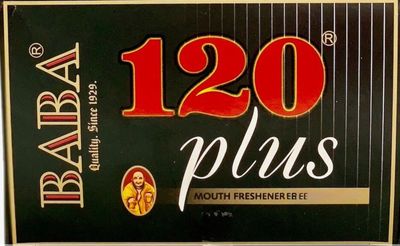 BABA®
Quality. Since 1929.
120®
plus
MOUTH FRESHENER